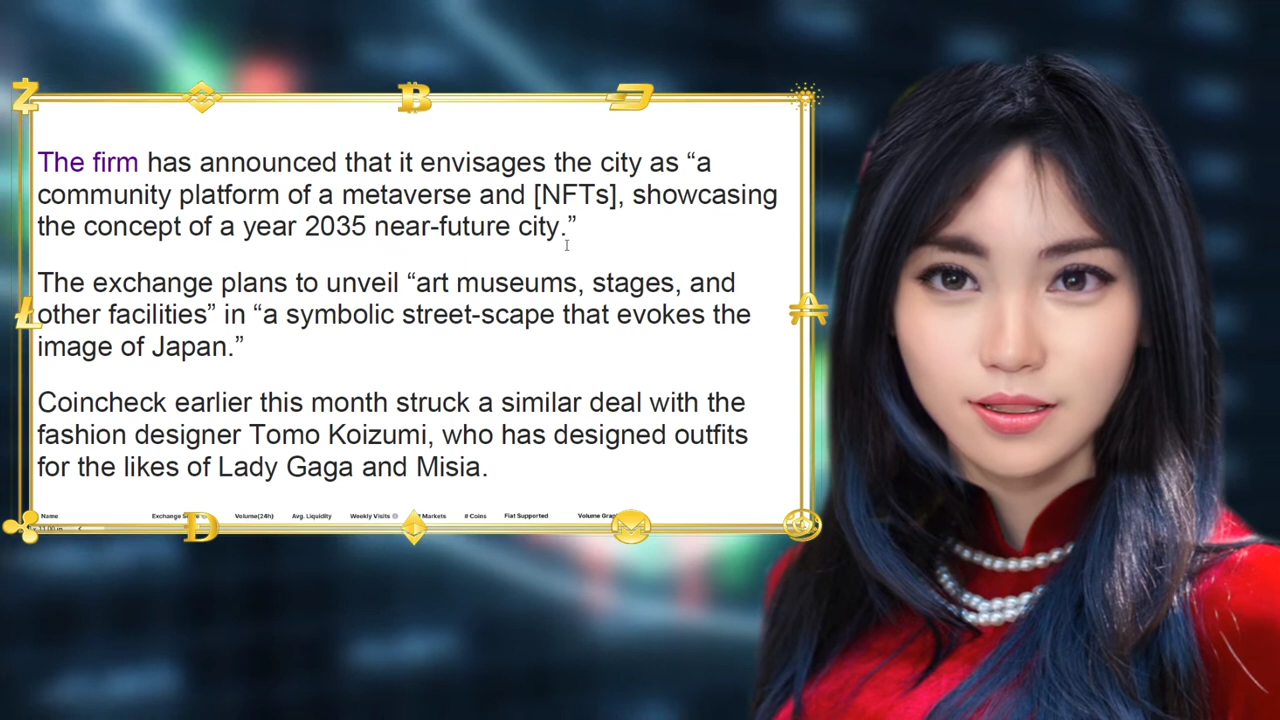 The firm has announced that it envisages the city as “a
community platform of a metaverse and [NFTs], showcasing
the concept of a year 2035 near-future city.”
The exchange plans to unveil “art museums, stages, and
other facilities” in “a symbolic street-scape that evokes the
image of Japan.”
Coincheck earlier this month struck a similar deal with the
fashion designer Tomo Koizumi, who has designed outfits
for the likes of Lady Gaga and Misia.
Name Exchange Volume(24h) Avg. Liquidity Weekly Visits Markets # Coins Fiat Supported Volume